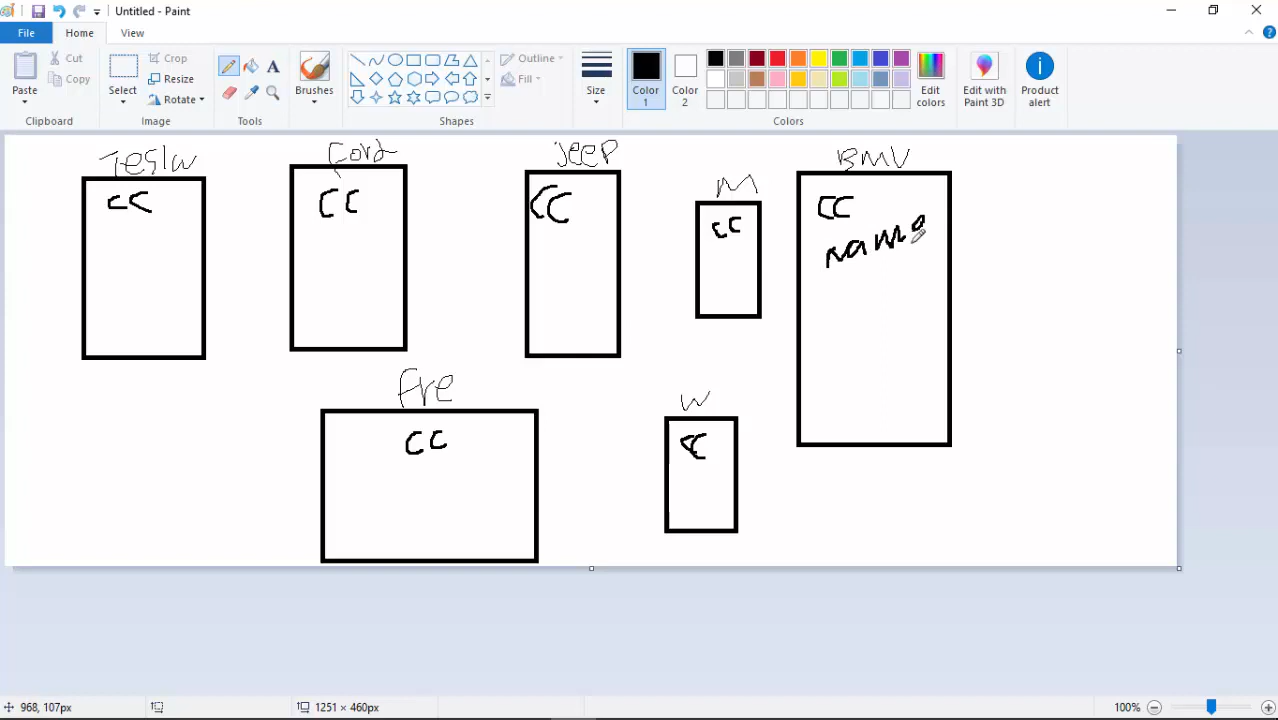 Untitled - Paint
File
Home
View
Paste
Cut
Copy
Clipboard
Select
Crop
Resize
Rotate
Image
Tools
Brushes
Shapes
Outline
Fill
Size
Color 1
Color 2
Colors
Edit colors
Edit with Paint 3D
Product alert
Teslw
Ford
JeeP
M
BMV
CC
CC
CC
CC
CC
name
fre
W
CC
CC
968, 107px
1251 × 460px
100%